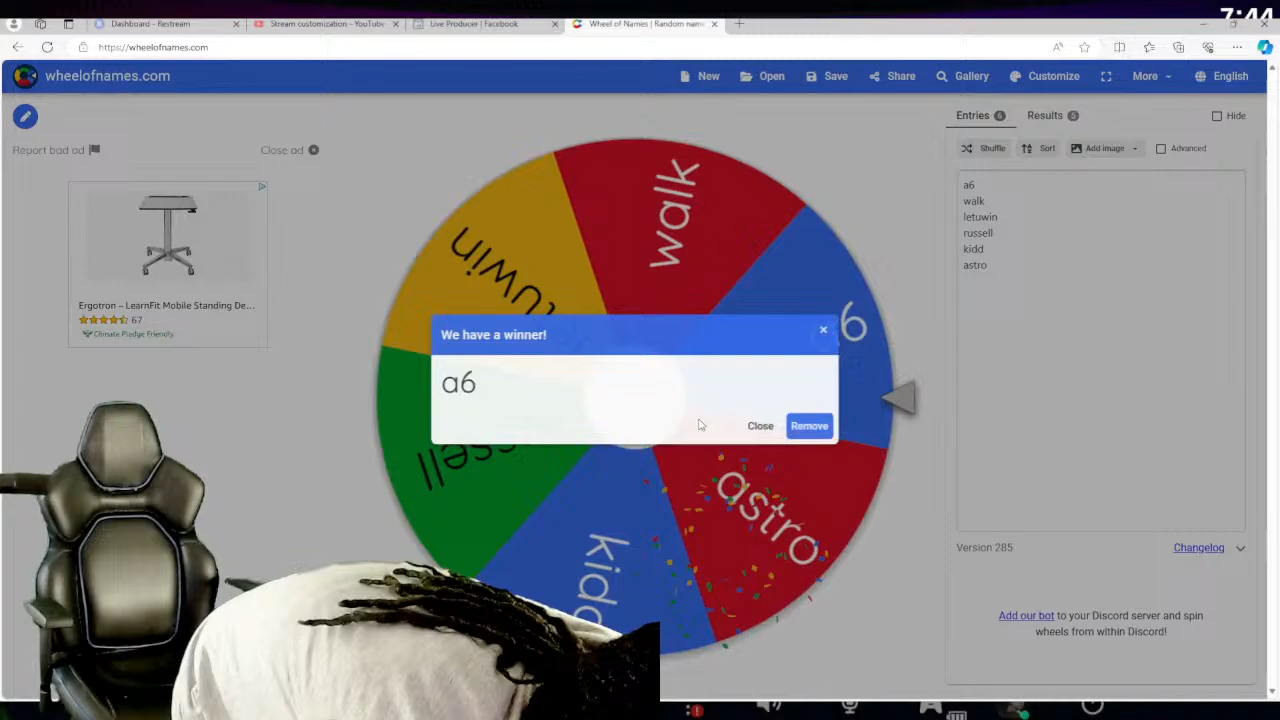 7:44
Dashboard - Restream
Stream customization - YouTube
Live Producer | Facebook
Wheel of Names | Random name
https://wheelofnames.com
wheelofnames.com
New
Open
Save
Share
Gallery
Customize
More
English
Report bad ad
Close ad
Ergotron – LearnFit Mobile Standing De...
67
Climate Pledge Friendly
walk
tuwin
6
ssell
kidd
astro
We have a winner!
a6
Close
Remove
Entries 6
Results 5
Hide
Shuffle
Sort
Add image
Advanced
a6
walk
letuwin
russell
kidd
astro
Version 285
Changelog
Add our bot to your Discord server and spin
wheels from within Discord!